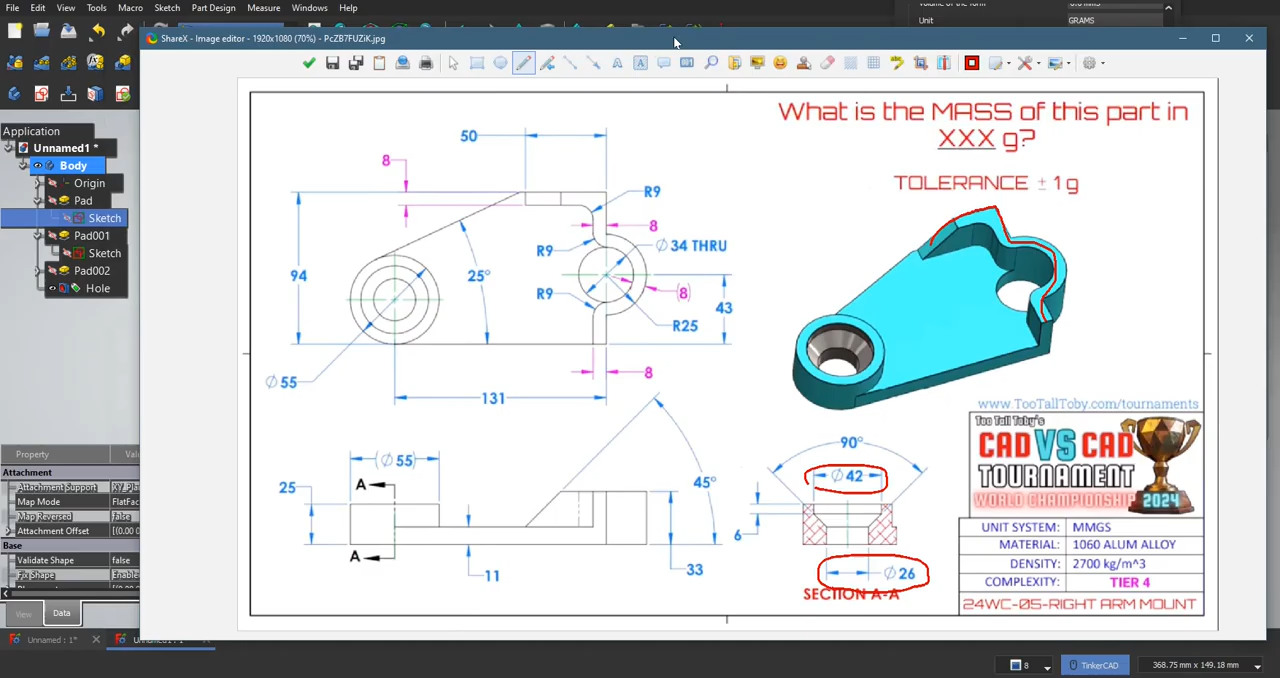 File Edit View Tools Macro Sketch Part Design Measure Windows Help
Unit GRAMS
ShareX - Image editor - 1920x1080 (70%) - PcZB7FUZiK.jpg
Application
Unnamed1 *
Body
Origin
Pad
Sketch
Pad001
Sketch
Pad002
Hole
Property
Attachment
Map Mode FlatFac
Map Reversed false
Attachment Offset [(0.00 0
Base
Validate Shape false
View Data
Unnamed : 1*
TinkerCAD
8
368.75 mm x 149.18 mm
What is the MASS of this part in
XXX g?
TOLERANCE ± 1 g
50
8
R9
8
R9
Ø 34 THRU
94
25°
R9
(8)
43
R25
Ø 55
8
131
(Ø 55)
A
25
45°
A
11
33
90°
Ø 42
6
Ø 26
SECTION A-A
www.TooTallToby.com/tournaments
Too Tall Toby's
CAD VS CAD
TOURNAMENT
WORLD CHAMPIONSHIP 2024
UNIT SYSTEM: MMGS
MATERIAL: 1060 ALUM ALLOY
DENSITY: 2700 kg/m^3
COMPLEXITY: TIER 4
24WC-05-RIGHT ARM MOUNT